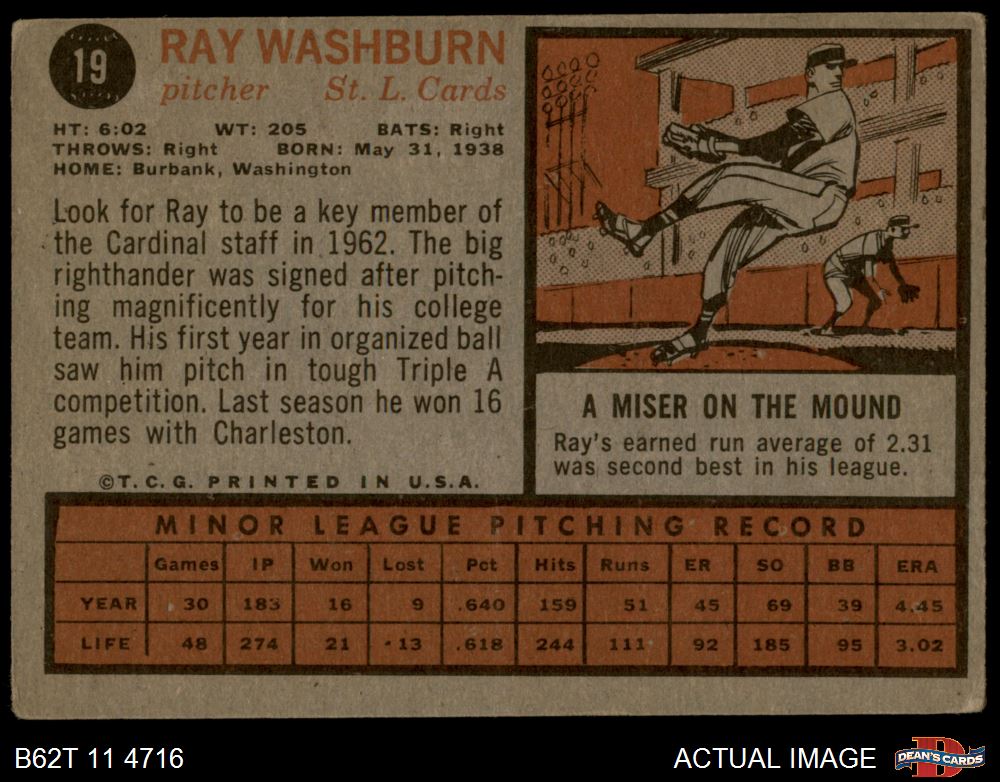 19
RAY WASHBURN
pitcher St. L. Cards
HT: 6:02 WT: 205 BATS: Right
THROWS: Right BORN: May 31, 1938
HOME: Burbank, Washington
Look for Ray to be a key member of
the Cardinal staff in 1962. The big
righthander was signed after pitch-
ing magnificently for his college
team. His first year in organized ball
saw him pitch in tough Triple A
competition. Last season he won 16
games with Charleston.
©T.C.G. PRINTED IN U.S.A.
A MISER ON THE MOUND
Ray's earned run average of 2.31
was second best in his league.
MINOR LEAGUE PITCHING RECORD
Games IP Won Lost Pct Hits Runs ER SO BB ERA
YEAR 30 183 16 9 .640 159 51 45 69 39 4.45
LIFE 48 274 21 13 .618 244 111 92 185 95 3.02
B62T 11 4716 ACTUAL IMAGE
D
DEAN'S CARDS